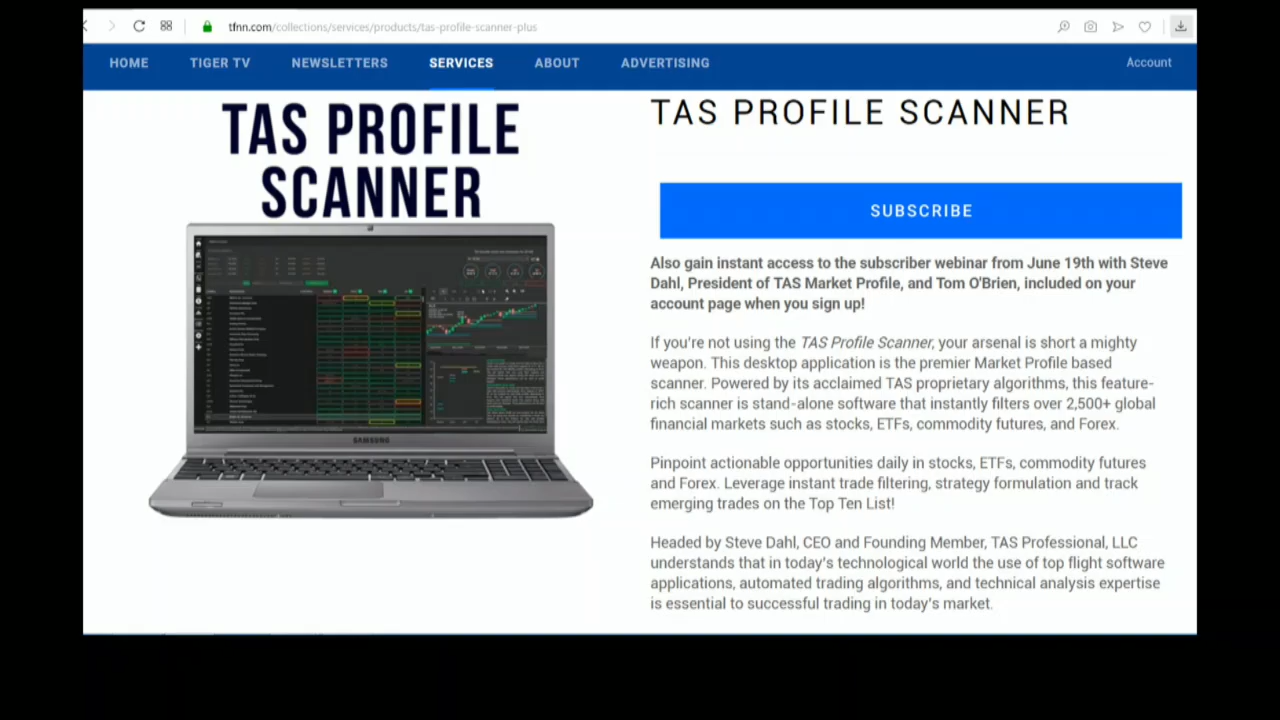 tfnn.com/collections/services/products/tas-profile-scanner-plus
HOME TIGER TV NEWSLETTERS SERVICES ABOUT ADVERTISING Account
TAS PROFILE
SCANNER
SAMSUNG
TAS PROFILE SCANNER
SUBSCRIBE
Also gain instant access to the subscriber webinar from June 19th with Steve
Dahl, President of TAS Market Profile, and Tom O'Brien, included on your
account page when you sign up!
If you're not using the TAS Profile Scanner, your arsenal is short a mighty
weapon. This desktop application is the premier Market Profile based
scanner. Powered by its acclaimed TAS proprietary algorithms, this feature-
rich scanner is stand-alone software that instantly filters over 2,500+ global
financial markets such as stocks, ETFs, commodity futures, and Forex.
Pinpoint actionable opportunities daily in stocks, ETFs, commodity futures
and Forex. Leverage instant trade filtering, strategy formulation and track
emerging trades on the Top Ten List!
Headed by Steve Dahl, CEO and Founding Member, TAS Professional, LLC
understands that in today's technological world the use of top flight software
applications, automated trading algorithms, and technical analysis expertise
is essential to successful trading in today's market.